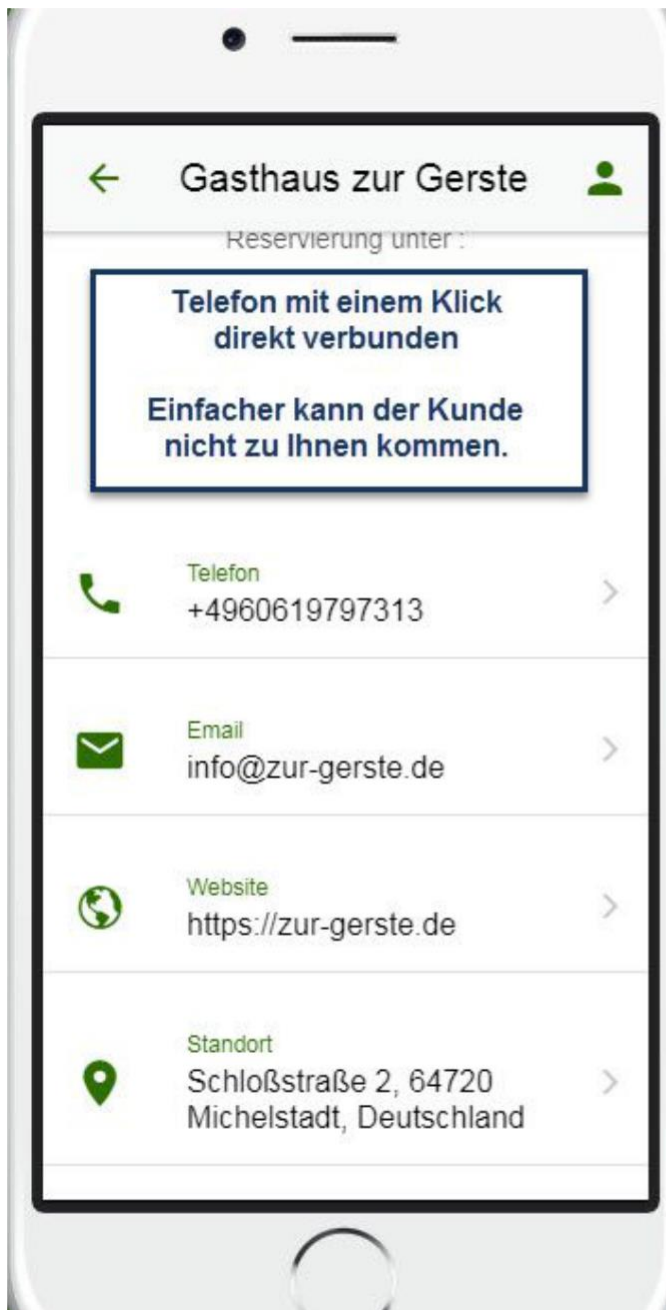 Gasthaus zur Gerste
Reservierung unter :
Telefon mit einem Klick
direkt verbunden
Einfacher kann der Kunde
nicht zu Ihnen kommen.
Telefon
+4960619797313
Email
info@zur-gerste.de
Website
https://zur-gerste.de
Standort
Schloßstraße 2, 64720
Michelstadt, Deutschland